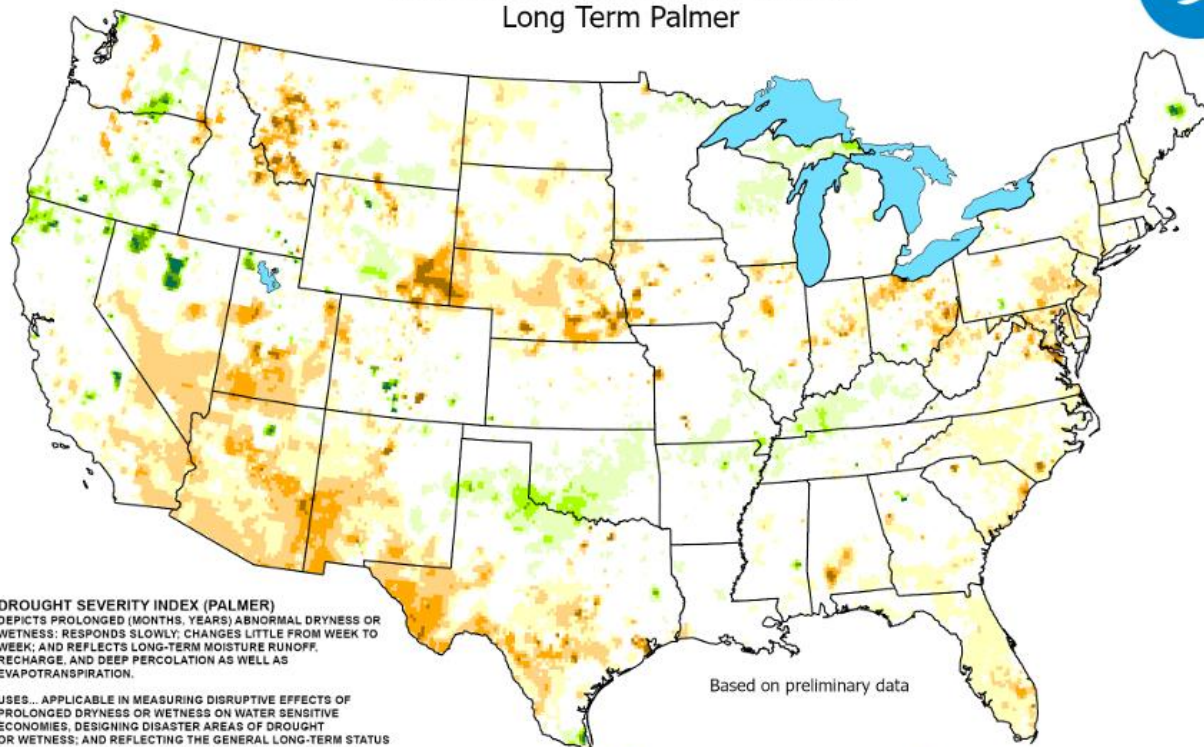 Long Term Palmer
DROUGHT SEVERITY INDEX (PALMER)
DEPICTS PROLONGED (MONTHS, YEARS) ABNORMAL DRYNESS OR
WETNESS: RESPONDS SLOWLY; CHANGES LITTLE FROM WEEK TO
WEEK; AND REFLECTS LONG-TERM MOISTURE RUNOFF,
RECHARGE, AND DEEP PERCOLATION AS WELL AS
EVAPOTRANSPIRATION.
USES... APPLICABLE IN MEASURING DISRUPTIVE EFFECTS OF
PROLONGED DRYNESS OR WETNESS ON WATER SENSITIVE
ECONOMIES, DESIGNING DISASTER AREAS OF DROUGHT
OR WETNESS; AND REFLECTING THE GENERAL LONG-TERM STATUS
Based on preliminary data